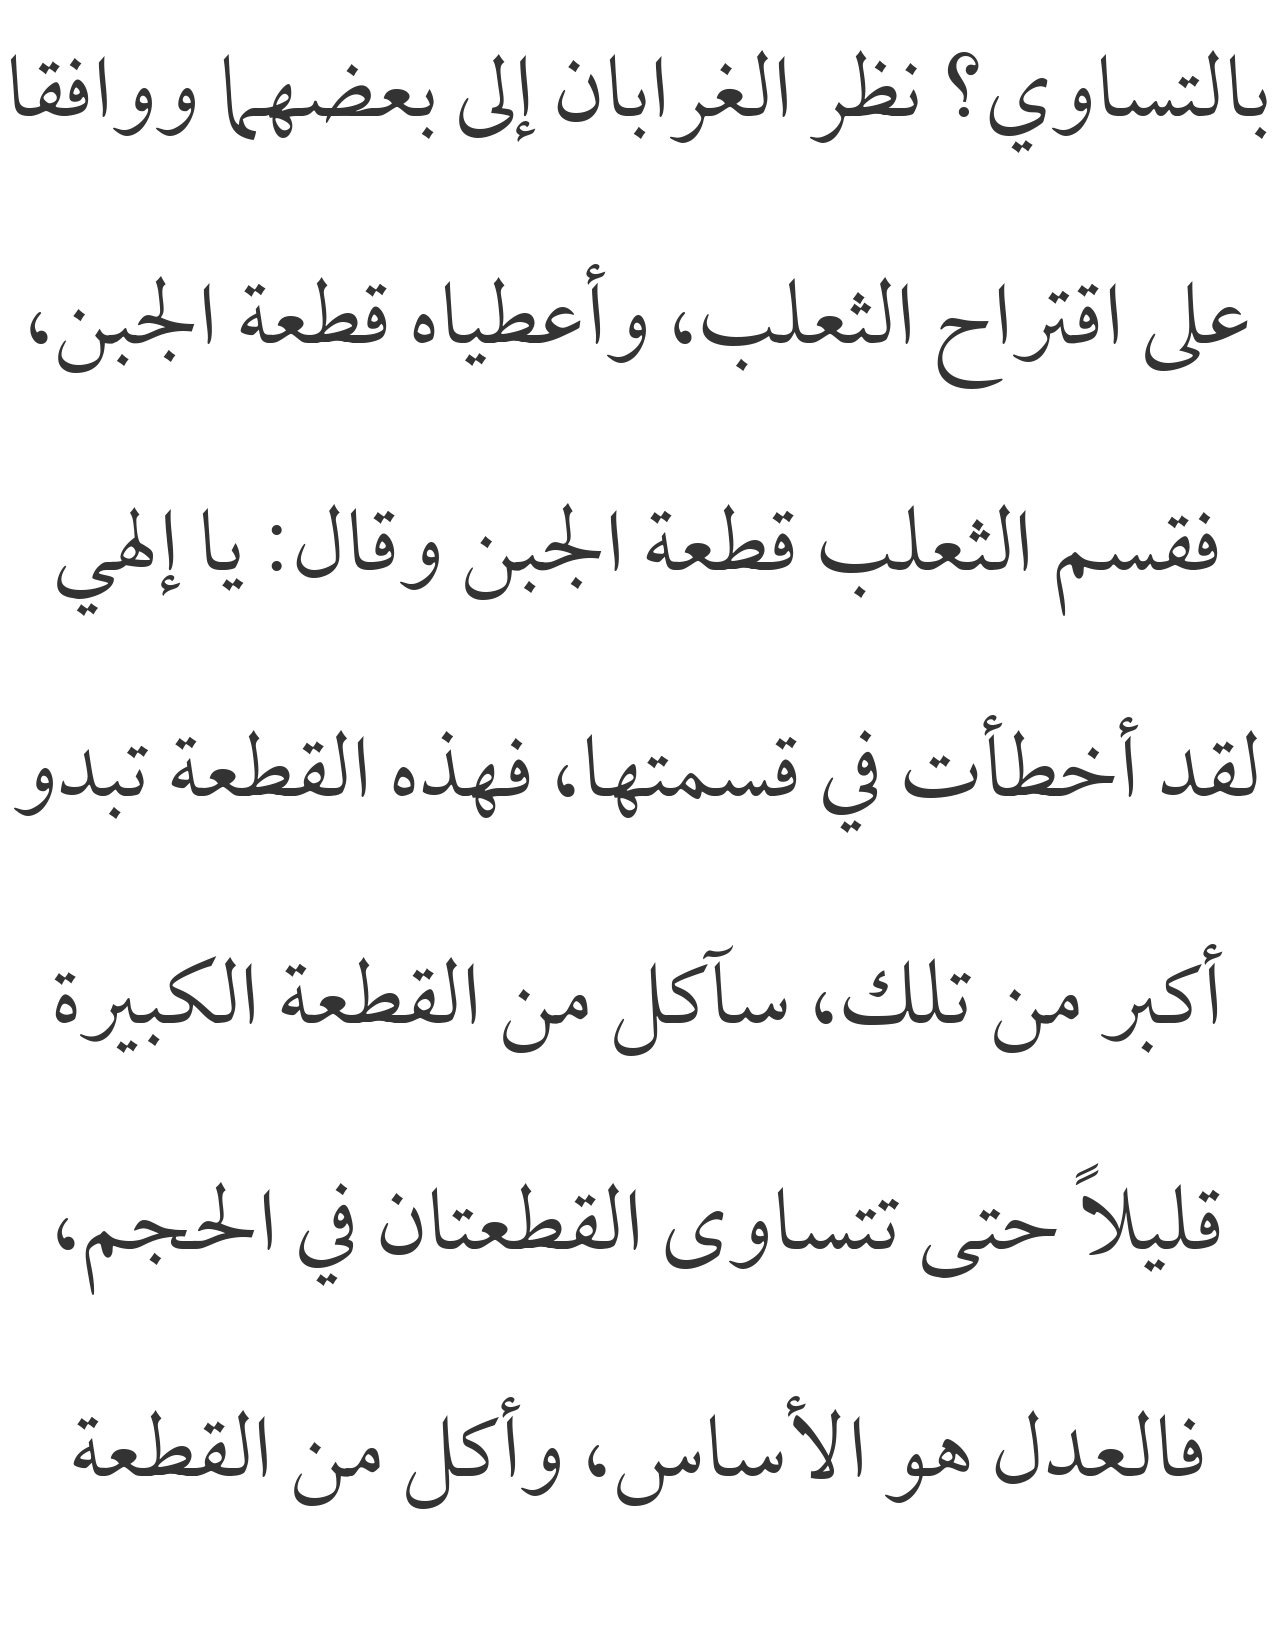 بالتساوي؟ نظر الغرابان إلى بعضهما ووافقا
على اقتراح الثعلب، وأعطياه قطعة الجبن،
فقسم الثعلب قطعة الجبن وقال: يا إلهي
لقد أخطأت في قسمتها، فهذه القطعة تبدو
أكبر من تلك، سآكل من القطعة الكبيرة
قليلاً حتى تتساوى القطعتان في الحجم،
فالعدل هو الأساس، وأكل من القطعة